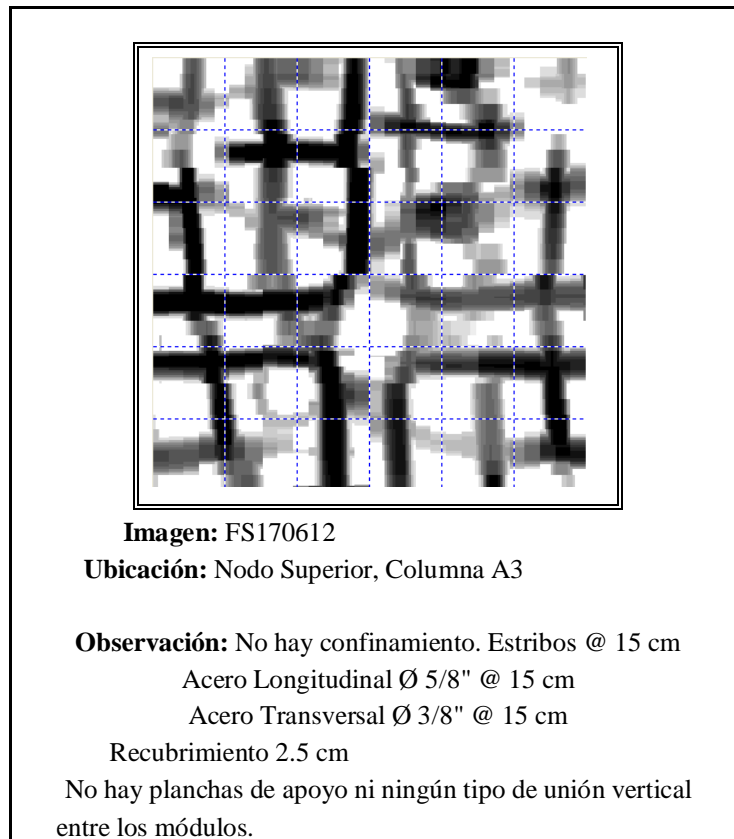 Imagen: FS170612
Ubicación: Nodo Superior, Columna A3
Observación: No hay confinamiento. Estribos @ 15 cm
Acero Longitudinal Ø 5/8" @ 15 cm
Acero Transversal Ø 3/8" @ 15 cm
Recubrimiento 2.5 cm
No hay planchas de apoyo ni ningún tipo de unión vertical
entre los módulos.